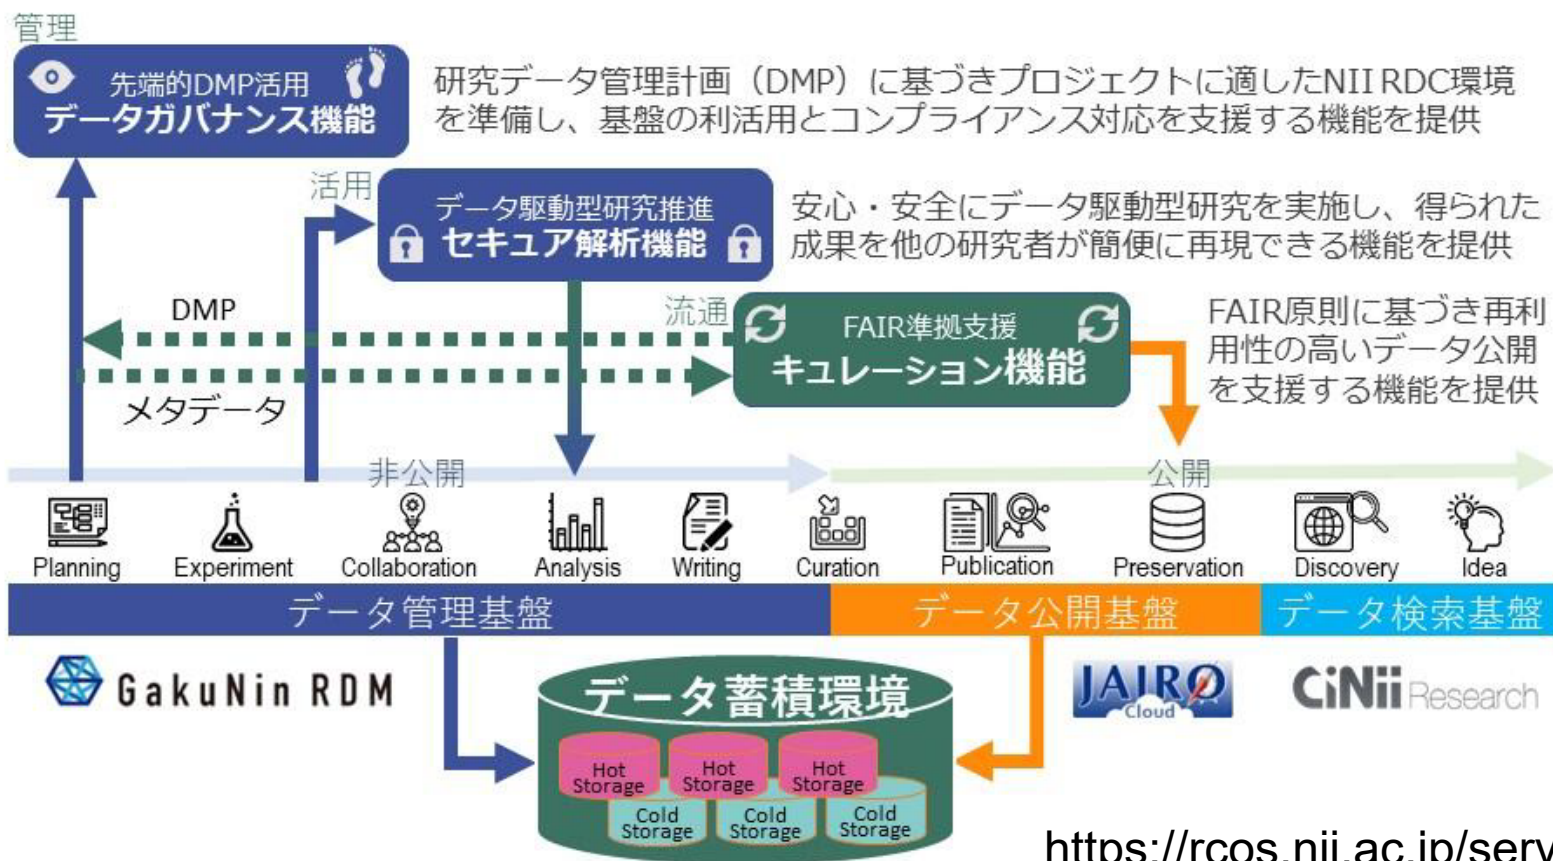 管理
先端的DMP活用
データガバナンス機能
研究データ管理計画（DMP）に基づきプロジェクトに適したNII RDC環境
を準備し、基盤の利活用とコンプライアンス対応を支援する機能を提供
活用
データ駆動型研究推進
セキュア解析機能
安心・安全にデータ駆動型研究を実施し、得られた
成果を他の研究者が簡便に再現できる機能を提供
DMP
メタデータ
流通
FAIR準拠支援
キュレーション機能
FAIR原則に基づき再利
用性の高いデータ公開
を支援する機能を提供
非公開
公開
Planning
Experiment
Collaboration
Analysis
Writing
Curation
Publication
Preservation
Discovery
Idea
データ管理基盤
データ公開基盤
データ検索基盤
GakuNin RDM
データ蓄積環境
JAIRO
Cloud
CiNii Research
Hot
Storage
Hot
Storage
Hot
Storage
Cold
Storage
Cold
Storage
Cold
Storage
https://rcos.nii.ac.jp/serv